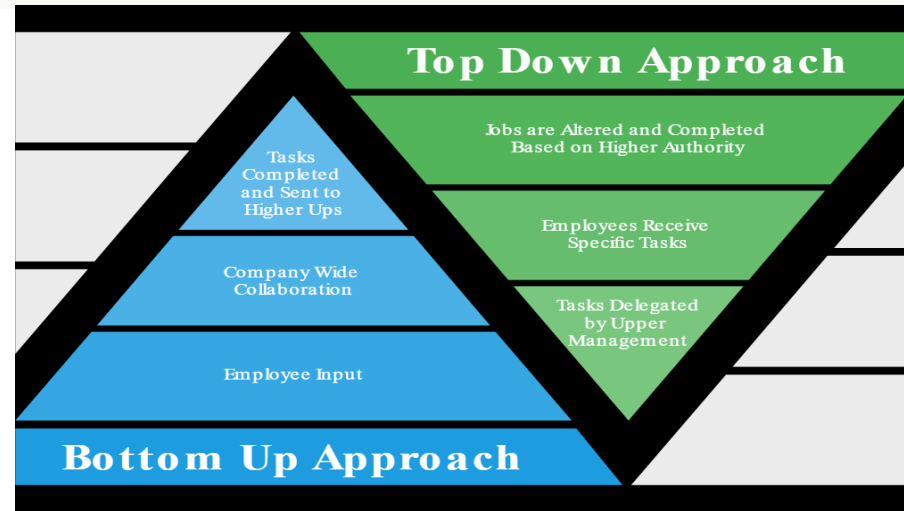 Top Down Approach
Jobs are Altered and Completed
Based on Higher Authority
Employees Receive
Specific Tasks
Tasks Delegated
by Upper
Management
Tasks
Completed
and Sent to
Higher Ups
Company Wide
Collaboration
Employee Input
Bottom Up Approach